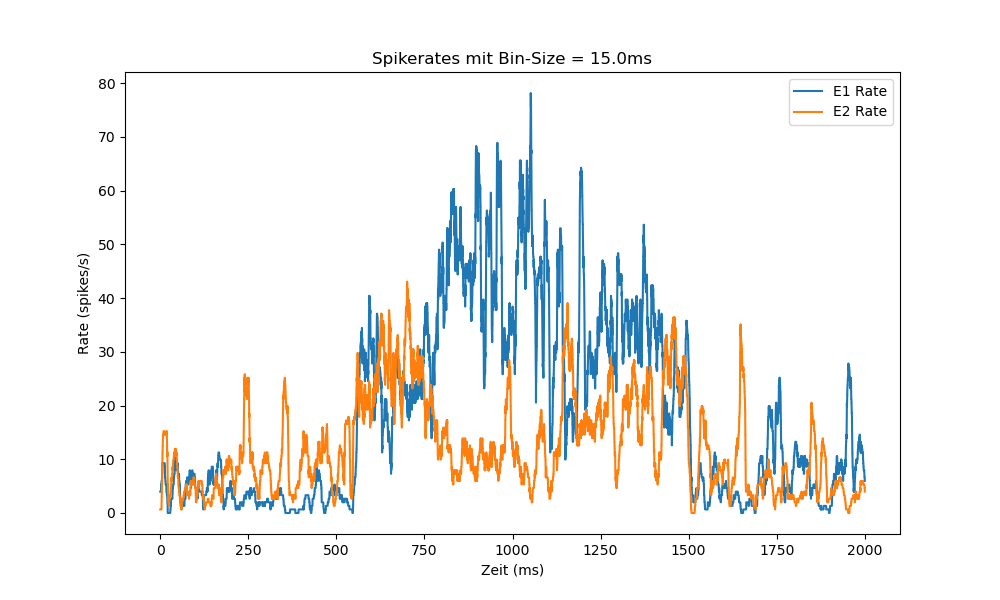 Spikerates mit Bin-Size = 15.0ms
E1 Rate
E2 Rate
80
70
60
50
40
30
20
10
0
Rate (spikes/s)
0 250 500 750 1000 1250 1500 1750 2000
Zeit (ms)